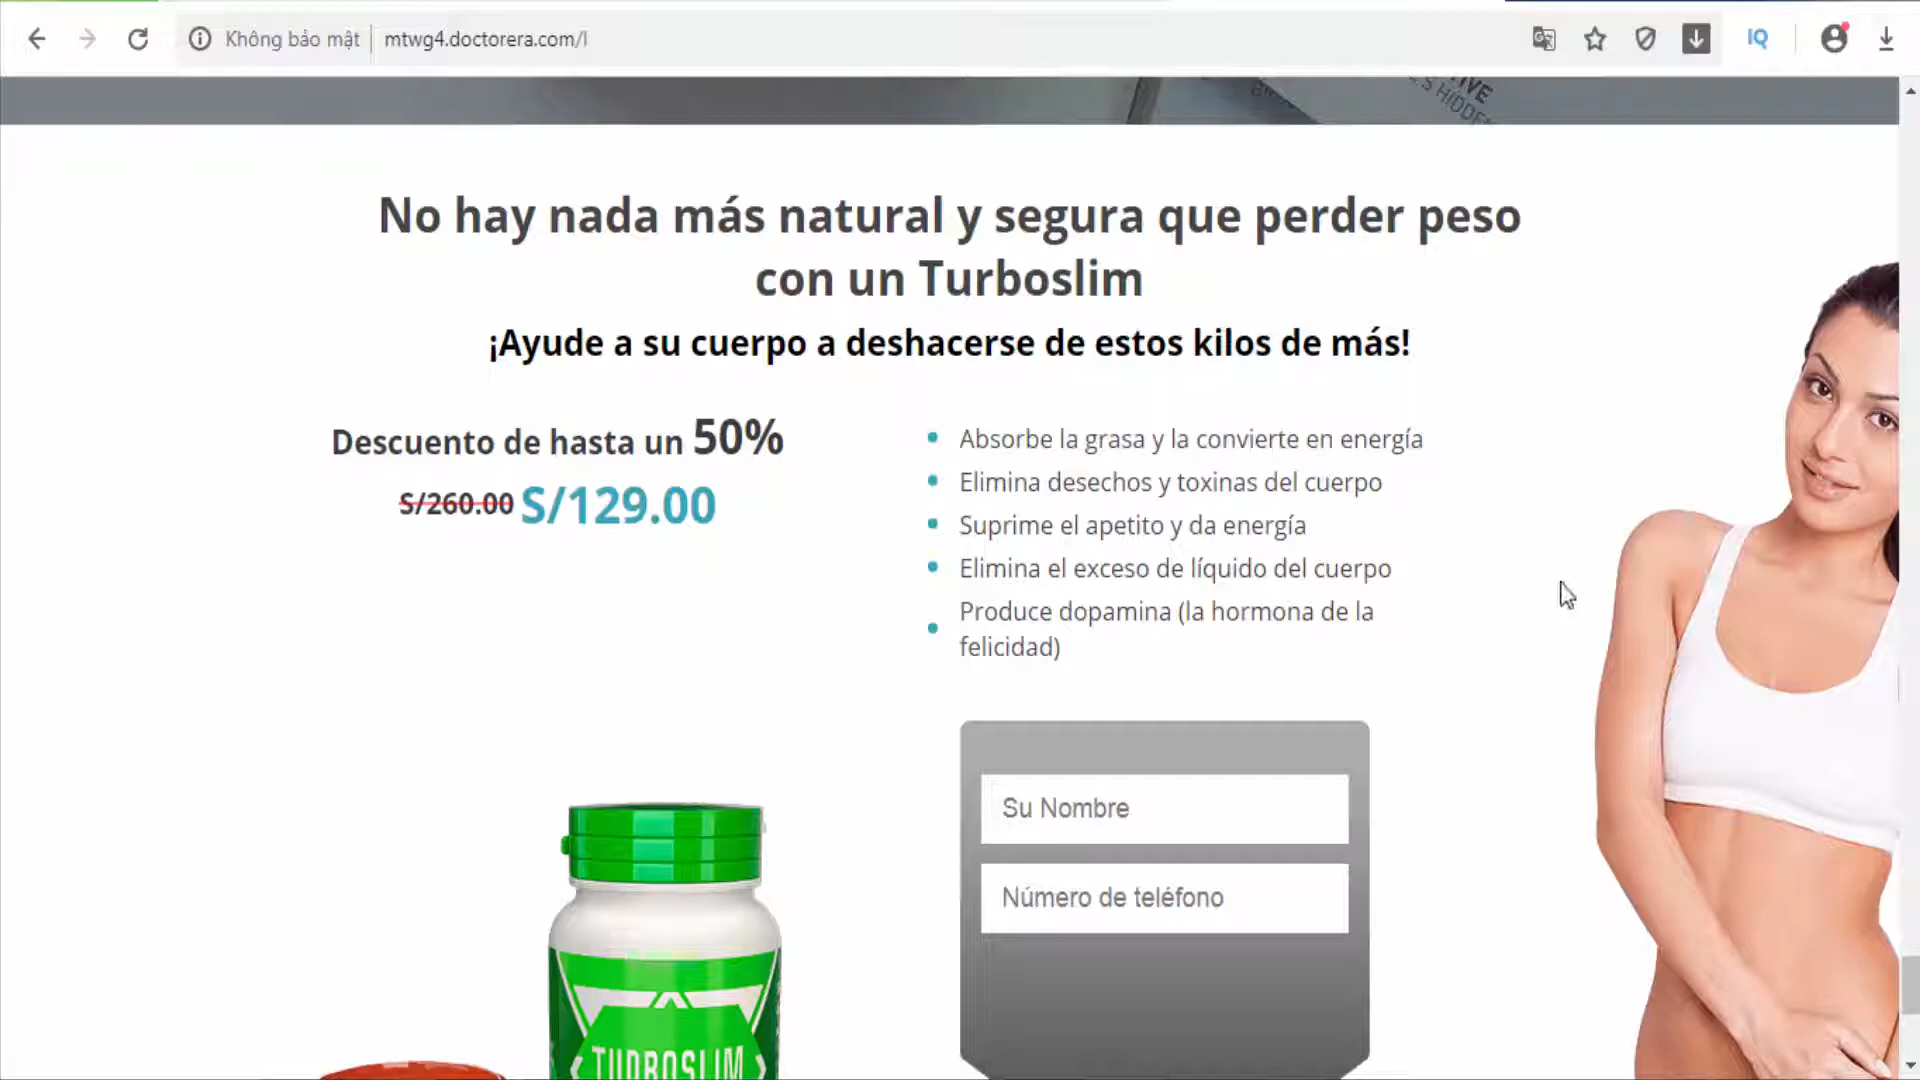 Không bảo mật
mtwg4.doctorera.com/l
IQ
No hay nada más natural y segura que perder peso
con un Turboslim
¡Ayude a su cuerpo a deshacerse de estos kilos de más!
Descuento de hasta un 50%
S/260.00 S/129.00
Absorbe la grasa y la convierte en energía
Elimina desechos y toxinas del cuerpo
Suprime el apetito y da energía
Elimina el exceso de líquido del cuerpo
Produce dopamina (la hormona de la
felicidad)
Su Nombre
Número de teléfono
TURBOSLIM